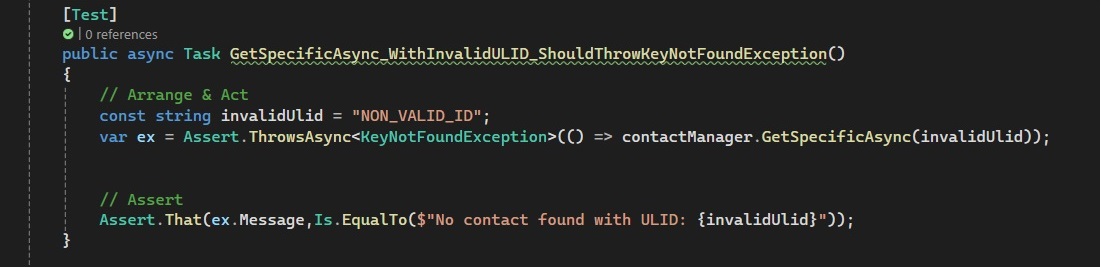 [Test]
| 0 references
public async Task GetSpecificAsync_WithInvalidULID_ShouldThrowKeyNotFoundException()
{
// Arrange & Act
const string invalidUlid = "NON_VALID_ID";
var ex = Assert.ThrowsAsync<KeyNotFoundException>(() => contactManager.GetSpecificAsync(invalidUlid));
// Assert
Assert.That(ex.Message,Is.EqualTo($"No contact found with ULID: {invalidUlid}"));
}